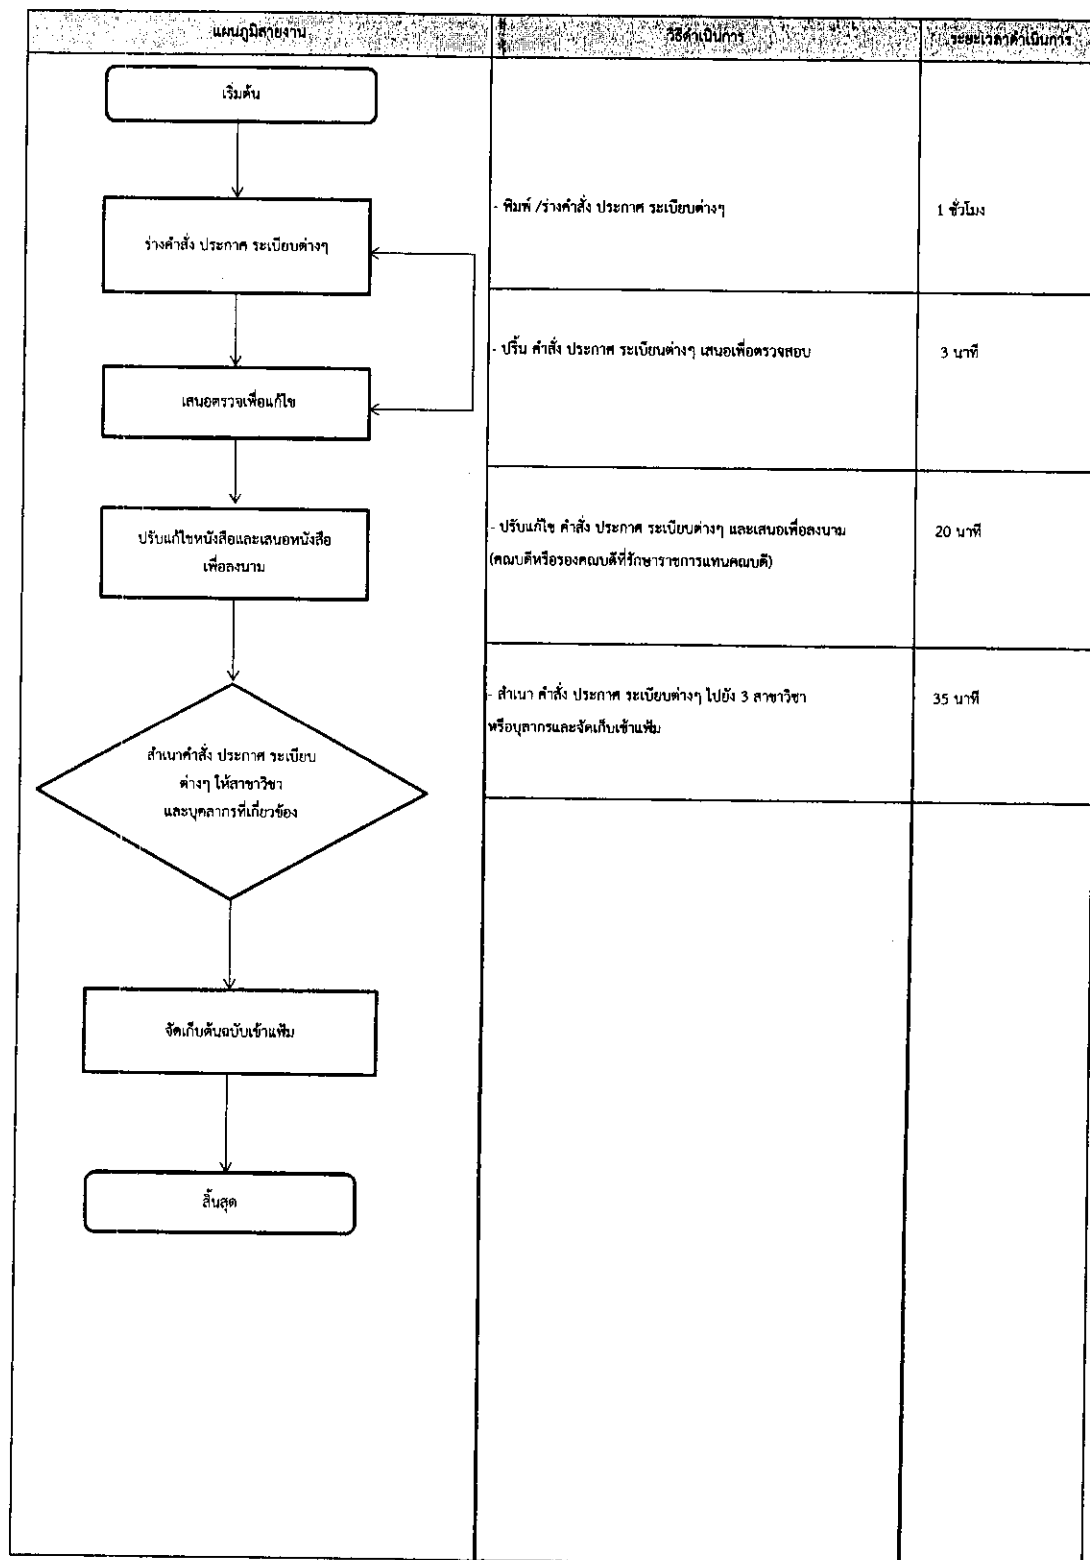 แผนภูมิสายงาน
วิธีดำเนินการ
ระยะเวลาดำเนินการ
เริ่มต้น
ร่างคำสั่ง ประกาศ ระเบียบต่างๆ
- พิมพ์ /ร่างคำสั่ง ประกาศ ระเบียบต่างๆ
1 ชั่วโมง
เสนอตรวจเพื่อแก้ไข
- ปริ้น คำสั่ง ประกาศ ระเบียนต่างๆ เสนอเพื่อตรวจสอบ
3 นาที
ปรับแก้ไขหนังสือและเสนอหนังสือ
เพื่อลงนาม
- ปรับแก้ไข คำสั่ง ประกาศ ระเบียบต่างๆ และเสนอเพื่อลงนาม
(คณบดีหรือรองคณบดีที่รักษาราชการแทนคณบดี)
20 นาที
สำเนาคำสั่ง ประกาศ ระเบียบ
ต่างๆ ให้สาขาวิชา
และบุคลากรที่เกี่ยวข้อง
- สำเนา คำสั่ง ประกาศ ระเบียบต่างๆ ไปยัง 3 สาขาวิชา
หรือบุลากรและจัดเก็บเข้าแฟ้ม
35 นาที
จัดเก็บต้นฉบับเข้าแฟ้ม
สิ้นสุด